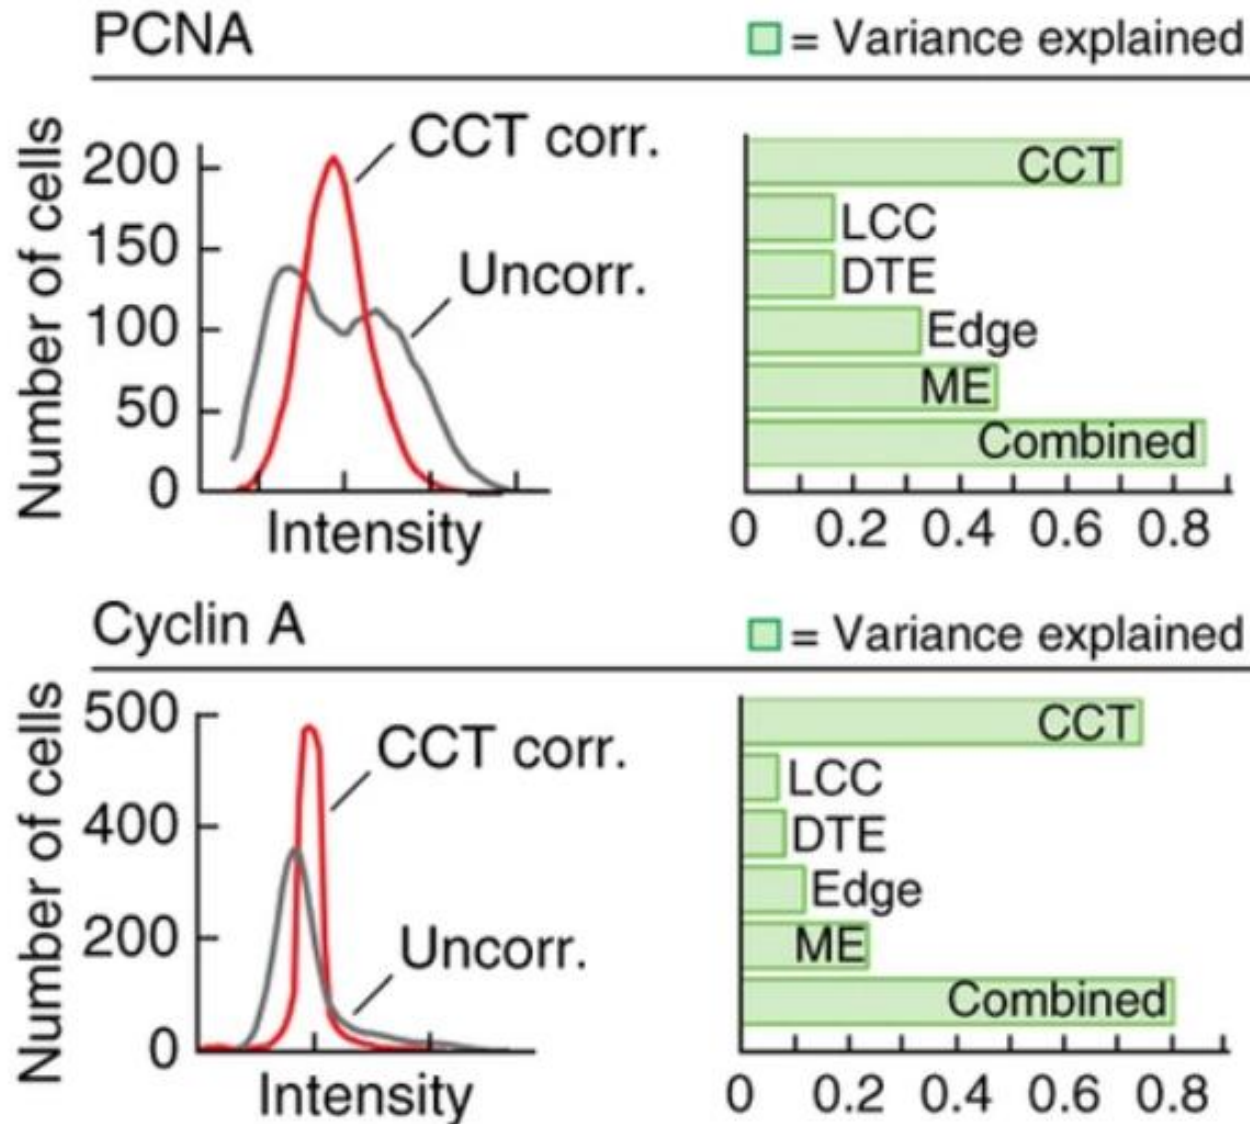 PCNA
= Variance explained
Number of cells
200
150
100
50
0
CCT corr.
Uncorr.
Intensity
CCT
LCC
DTE
Edge
ME
Combined
0 0.2 0.4 0.6 0.8
Cyclin A
= Variance explained
Number of cells
500
400
200
0
CCT corr.
Uncorr.
Intensity
CCT
LCC
DTE
Edge
ME
Combined
0 0.2 0.4 0.6 0.8